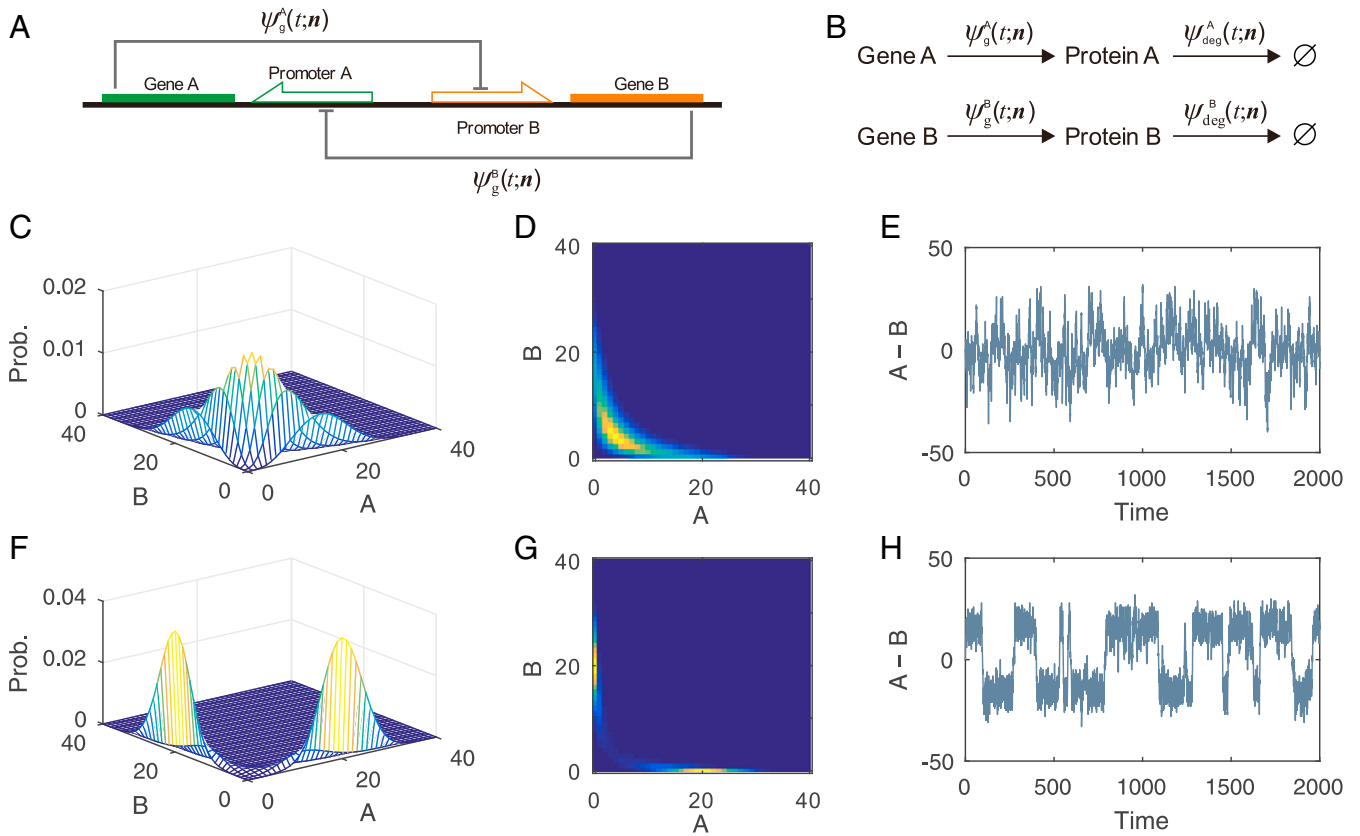 A
ψ_g^A(t;n)
Gene A
Promoter A
Promoter B
Gene B
ψ_g^B(t;n)
B
Gene A ψ_g^A(t;n) Protein A ψ_deg^A(t;n) ∅
Gene B ψ_g^B(t;n) Protein B ψ_deg^B(t;n) ∅
C
Prob.
0.02
0.01
0
40
20
0
B
0
20
40
A
D
B
40
20
0
0
20
40
A
E
A – B
50
0
-50
0
500
1000
1500
2000
Time
F
Prob.
0.04
0.02
0
40
20
0
B
0
20
40
A
G
B
40
20
0
0
20
40
A
H
A – B
50
0
-50
0
500
1000
1500
2000
Time